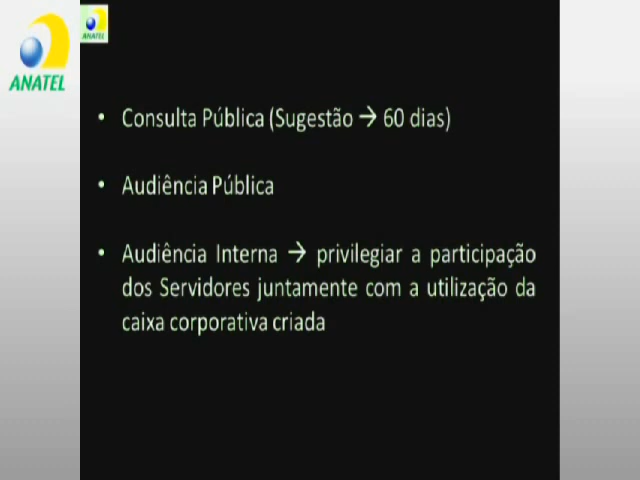 ANATEL
ANATEL
• Consulta Pública (Sugestão → 60 dias)
• Audiência Pública
• Audiência Interna → privilegiar a participação
dos Servidores juntamente com a utilização da
caixa corporativa criada